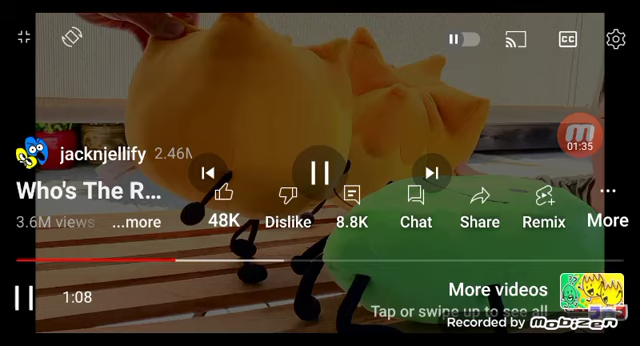 CC
jacknjellify 2.46M
01:35
Who's The R...
3.6M views ...more
48K
Dislike
8.8K
Chat
Share
Remix
More
1:08
More videos
Tap or swipe up to see all
Recorded by mobizen